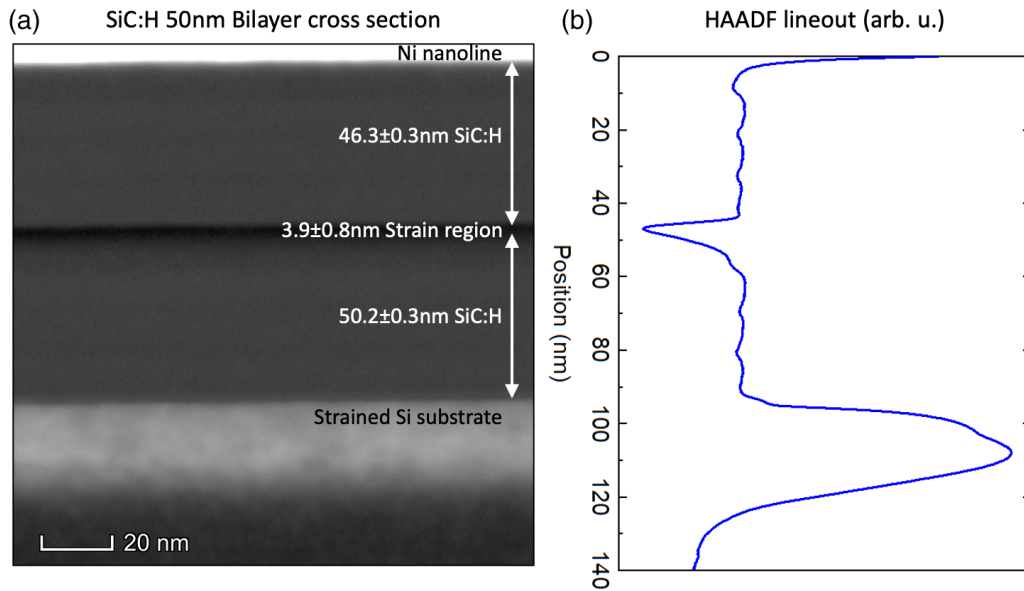 (a)
SiC:H 50nm Bilayer cross section
Ni nanoline
46.3±0.3nm SiC:H
3.9±0.8nm Strain region
50.2±0.3nm SiC:H
Strained Si substrate
20 nm
(b)
HAADF lineout (arb. u.)
Position (nm)
0
20
40
60
80
100
120
140